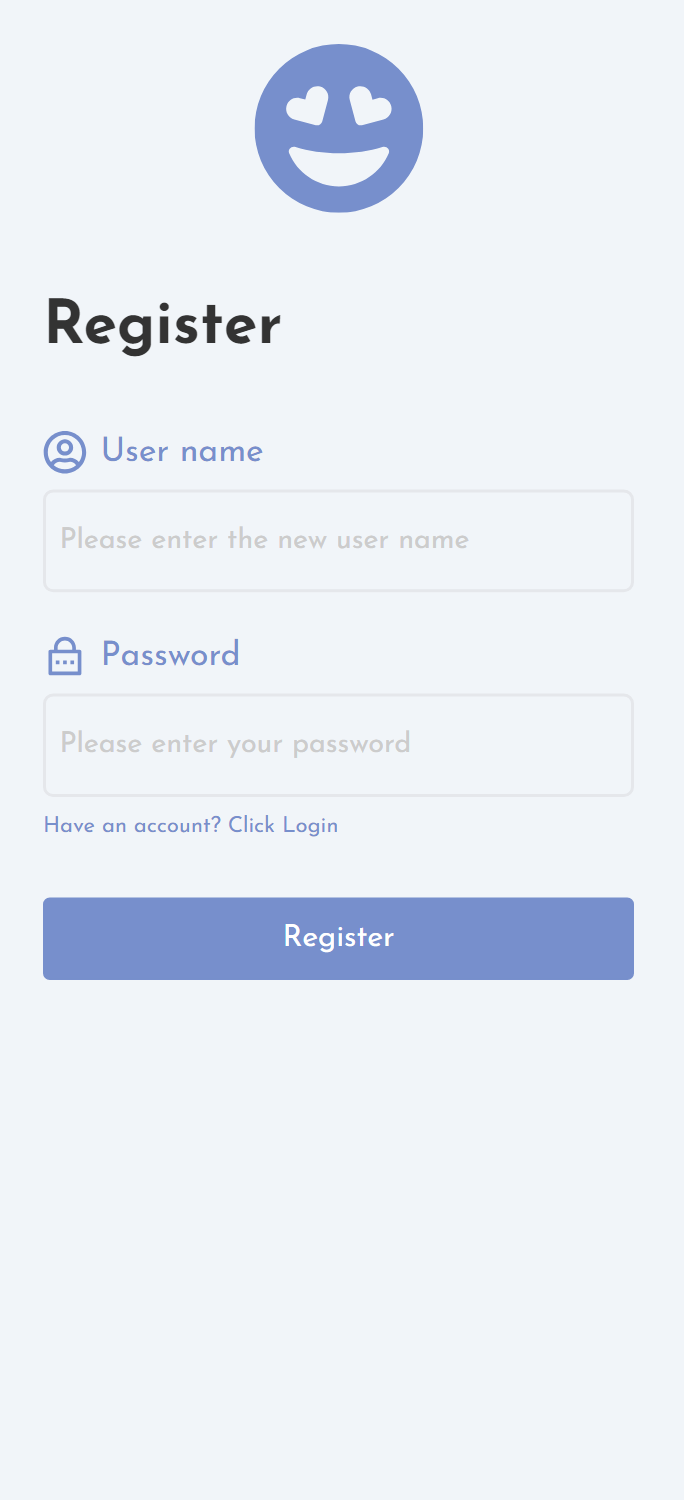 Register
User name
Please enter the new user name
Password
Please enter your password
Have an account? Click Login
Register